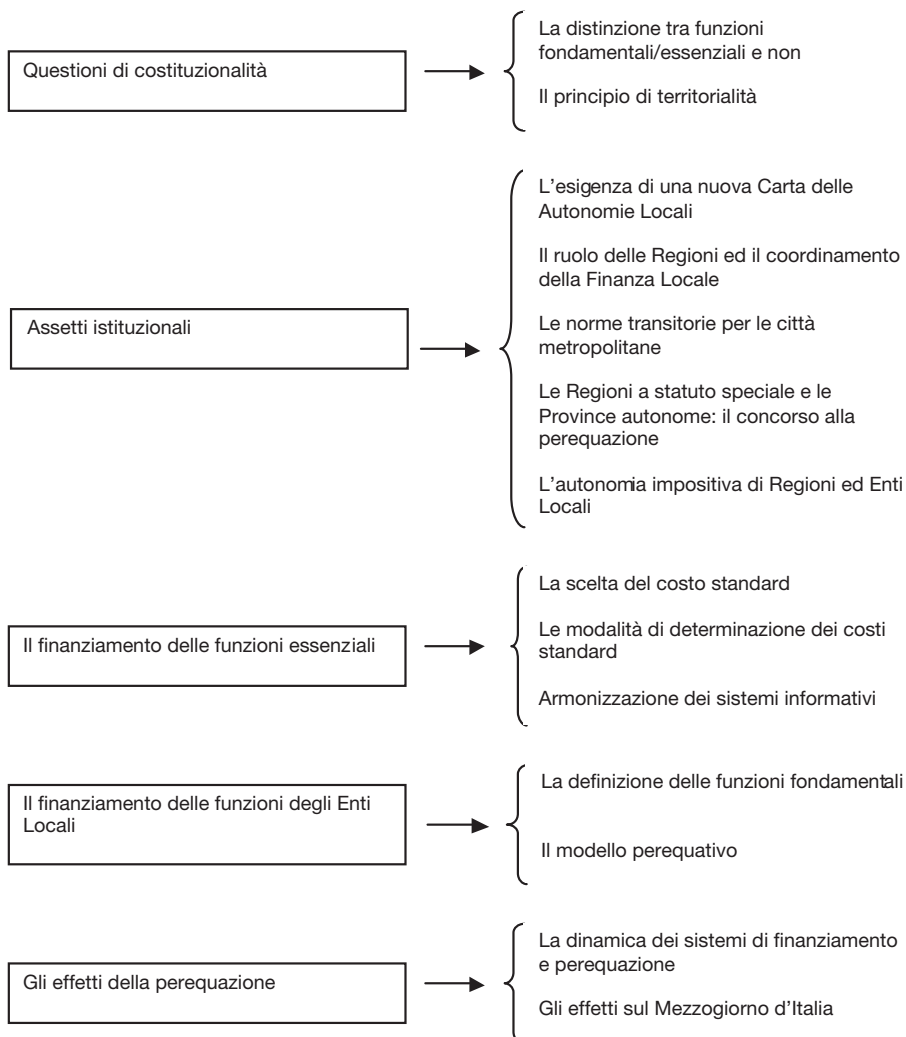 Questioni di costituzionalità
La distinzione tra funzioni
fondamentali/essenziali e non
Il principio di territorialità
Assetti istituzionali
L'esigenza di una nuova Carta delle
Autonomie Locali
Il ruolo delle Regioni ed il coordinamento
della Finanza Locale
Le norme transitorie per le città
metropolitane
Le Regioni a statuto speciale e le
Province autonome: il concorso alla
perequazione
L'autonomia impositiva di Regioni ed Enti
Locali
Il finanziamento delle funzioni essenziali
La scelta del costo standard
Le modalità di determinazione dei costi
standard
Armonizzazione dei sistemi informativi
Il finanziamento delle funzioni degli Enti
Locali
La definizione delle funzioni fondamentali
Il modello perequativo
Gli effetti della perequazione
La dinamica dei sistemi di finanziamento
e perequazione
Gli effetti sul Mezzogiorno d'Italia